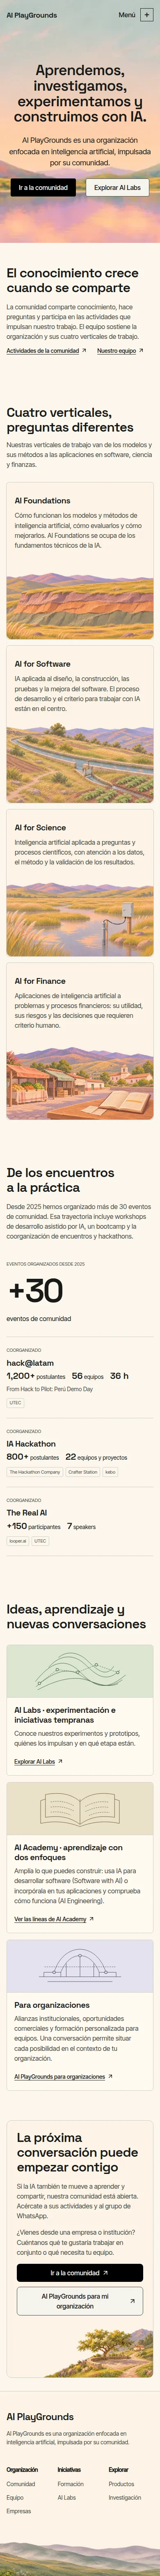 AI PlayGrounds
Menú +
Aprendemos,
investigamos,
experimentamos y
construimos con IA.
AI PlayGrounds es una organización
enfocada en inteligencia artificial, impulsada
por su comunidad.
Ir a la comunidad
Explorar AI Labs
El conocimiento crece
cuando se comparte
La comunidad comparte conocimiento, hace
preguntas y participa en las actividades que
impulsan nuestro trabajo. El equipo sostiene la
organización y sus cuatro verticales de trabajo.
Actividades de la comunidad ↗ Nuestro equipo ↗
Cuatro verticales,
preguntas diferentes
Nuestras verticales de trabajo van de los modelos y
sus métodos a las aplicaciones en software, ciencia
y finanzas.
AI Foundations
Cómo funcionan los modelos y métodos de
inteligencia artificial, cómo evaluarlos y cómo
mejorarlos. AI Foundations se ocupa de los
fundamentos técnicos de la IA.
AI for Software
IA aplicada al diseño, la construcción, las
pruebas y la mejora del software. El proceso
de desarrollo y el criterio para trabajar con IA
están en el centro.
AI for Science
Inteligencia artificial aplicada a preguntas y
procesos científicos, con atención a los datos,
el método y la validación de los resultados.
AI for Finance
Aplicaciones de inteligencia artificial a
problemas y procesos financieros: su utilidad,
sus riesgos y las decisiones que requieren
criterio humano.
De los encuentros
a la práctica
Desde 2025 hemos organizado más de 30 eventos
de comunidad. Esa trayectoria incluye workshops
de desarrollo asistido por IA, un bootcamp y la
coorganización de encuentros y hackathons.
EVENTOS ORGANIZADOS DESDE 2025
+30
eventos de comunidad
COORGANIZADO
hack@latam
1,200+ postulantes 56 equipos 36 h
From Hack to Pilot: Perú Demo Day
UTEC
COORGANIZADO
IA Hackathon
800+ postulantes 22 equipos y proyectos
The Hackathon Company Crafter Station kebo
COORGANIZADO
The Real AI
+150 participantes 7 speakers
looper.ai UTEC
Ideas, aprendizaje y
nuevas conversaciones
AI Labs · experimentación e
iniciativas tempranas
Conoce nuestros experimentos y prototipos,
quiénes los impulsan y en qué etapa están.
Explorar AI Labs ↗
AI Academy · aprendizaje con
dos enfoques
Amplía lo que puedes construir: usa IA para
desarrollar software (Software with AI) o
incorpórala en tus aplicaciones y comprueba
cómo funciona (AI Engineering).
Ver las líneas de AI Academy ↗
Para organizaciones
Alianzas institucionales, oportunidades
comerciales y formación personalizada para
equipos. Una conversación permite situar
cada posibilidad en el contexto de tu
organización.
AI PlayGrounds para organizaciones ↗
La próxima
conversación puede
empezar contigo
Si la IA también te mueve a aprender y
compartir, nuestra comunidad está abierta.
Acércate a sus actividades y al grupo de
WhatsApp.
¿Vienes desde una empresa o institución?
Cuéntanos qué te gustaría trabajar en
conjunto o qué necesita tu equipo.
Ir a la comunidad ↗
AI PlayGrounds para mi
organización ↗
AI PlayGrounds
AI PlayGrounds es una organización enfocada en
inteligencia artificial, impulsada por su comunidad.
Organización Iniciativas Explorar
Comunidad Formación Productos
Equipo AI Labs Investigación
Empresas